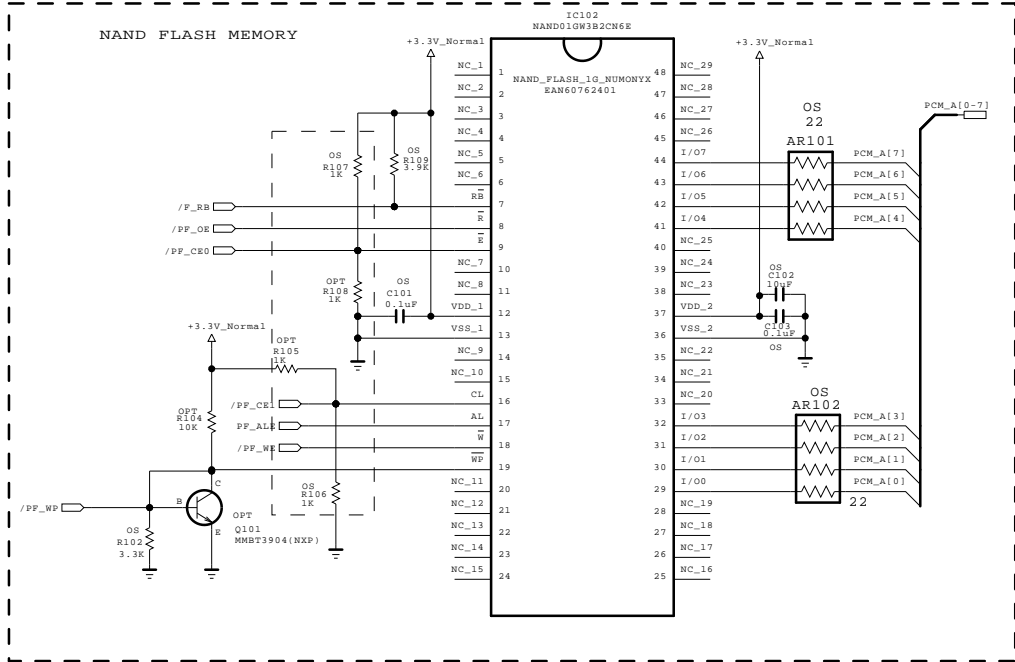 IC102
NAND01GW3B2CN6E
NAND FLASH MEMORY
+3.3V_Normal
+3.3V_Normal
NAND_FLASH_1G_NUMONYX
EAN60762401
NC_1 1
NC_2 2
NC_3 3
NC_4 4
NC_5 5
NC_6 6
RB 7
R 8
E 9
NC_7 10
NC_8 11
VDD_1 12
VSS_1 13
NC_9 14
NC_10 15
CL 16
AL 17
W 18
WP 19
NC_11 20
NC_12 21
NC_13 22
NC_14 23
NC_15 24
48 NC_29
47 NC_28
46 NC_27
45 NC_26
44 I/O7
43 I/O6
42 I/O5
41 I/O4
40 NC_25
39 NC_24
38 NC_23
37 VDD_2
36 VSS_2
35 NC_22
34 NC_21
33 NC_20
32 I/O3
31 I/O2
30 I/O1
29 I/O0
28 NC_19
27 NC_18
26 NC_17
25 NC_16
OS
R107
1K
OS
R109
3.9K
/F_RB
/PF_OE
/PF_CE0
OPT
R108
1K
OS
C101
0.1uF
+3.3V_Normal
OPT
R105
1K
/PF_CE1
PF_ALE
/PF_WE
OPT
R104
10K
OS
R106
1K
/PF_WP
B
C
E
OPT
Q101
MMBT3904(NXP)
OS
R102
3.3K
OS
22
AR101
PCM_A[0-7]
PCM_A[7]
PCM_A[6]
PCM_A[5]
PCM_A[4]
OS
C102
10uF
C103
0.1uF
OS
OS
AR102
PCM_A[3]
PCM_A[2]
PCM_A[1]
PCM_A[0]
22